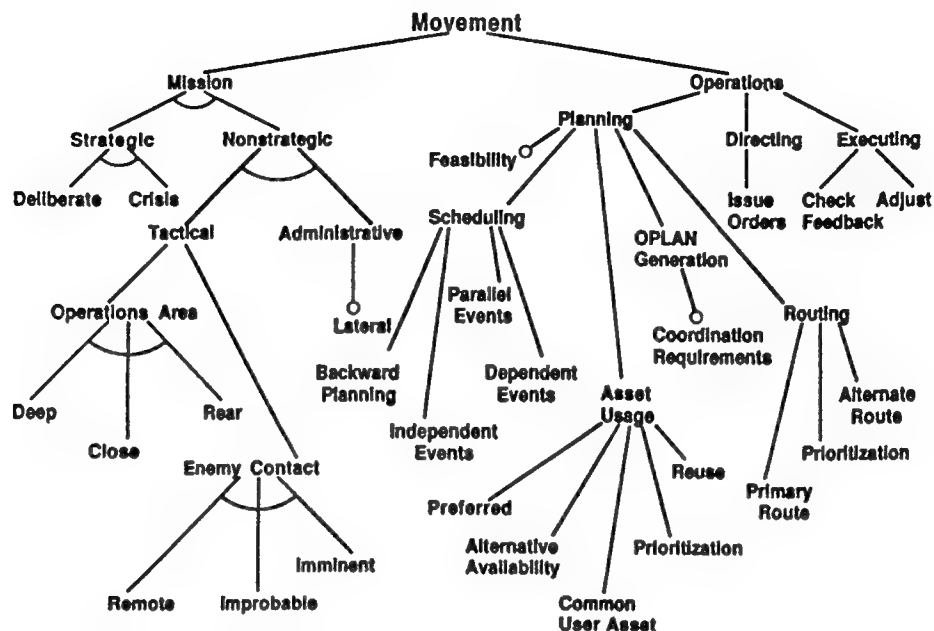 Movement
Mission
Operations
Strategic
Nonstrategic
Planning
Directing
Executing
Feasibility
Deliberate
Crisis
Issue
Orders
Check
Feedback
Adjust
Tactical
Administrative
Scheduling
OPLAN
Generation
Operations Area
Lateral
Parallel
Events
Coordination
Requirements
Routing
Backward
Planning
Dependent
Events
Deep
Close
Rear
Independent
Events
Asset
Usage
Alternate
Route
Prioritization
Enemy Contact
Reuse
Primary
Route
Preferred
Alternative
Availability
Prioritization
Imminent
Remote
Improbable
Common
User Asset